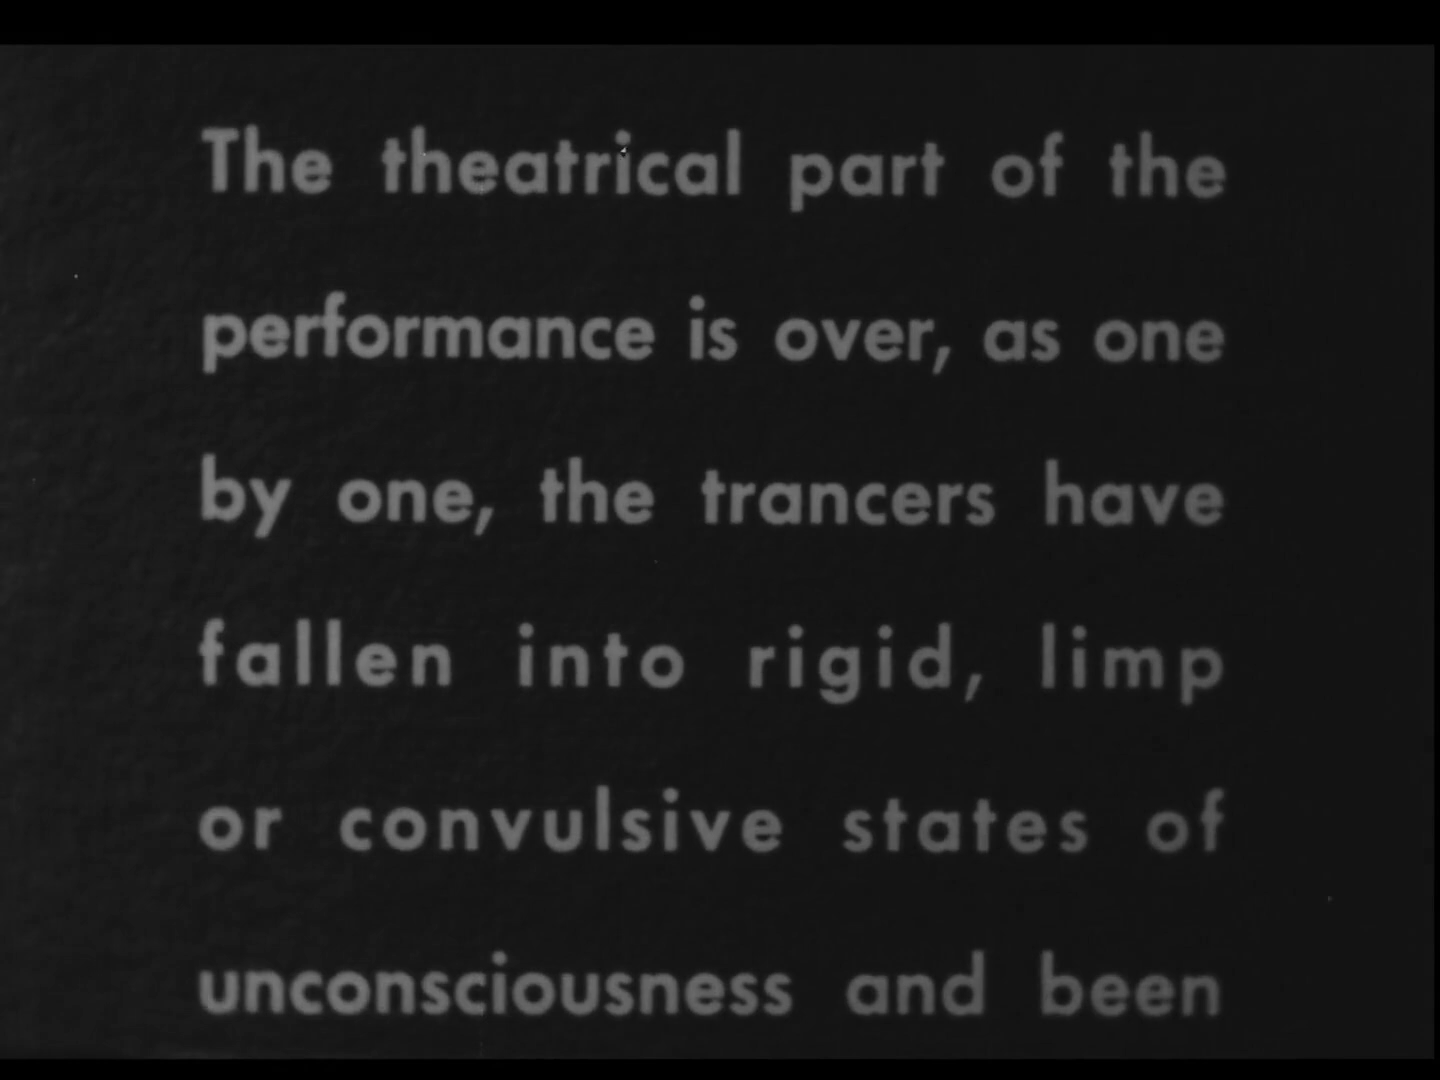 The theatrical part of the
performance is over, as one
by one, the trancers have
fallen into rigid, limp
or convulsive states of
unconsciousness and been